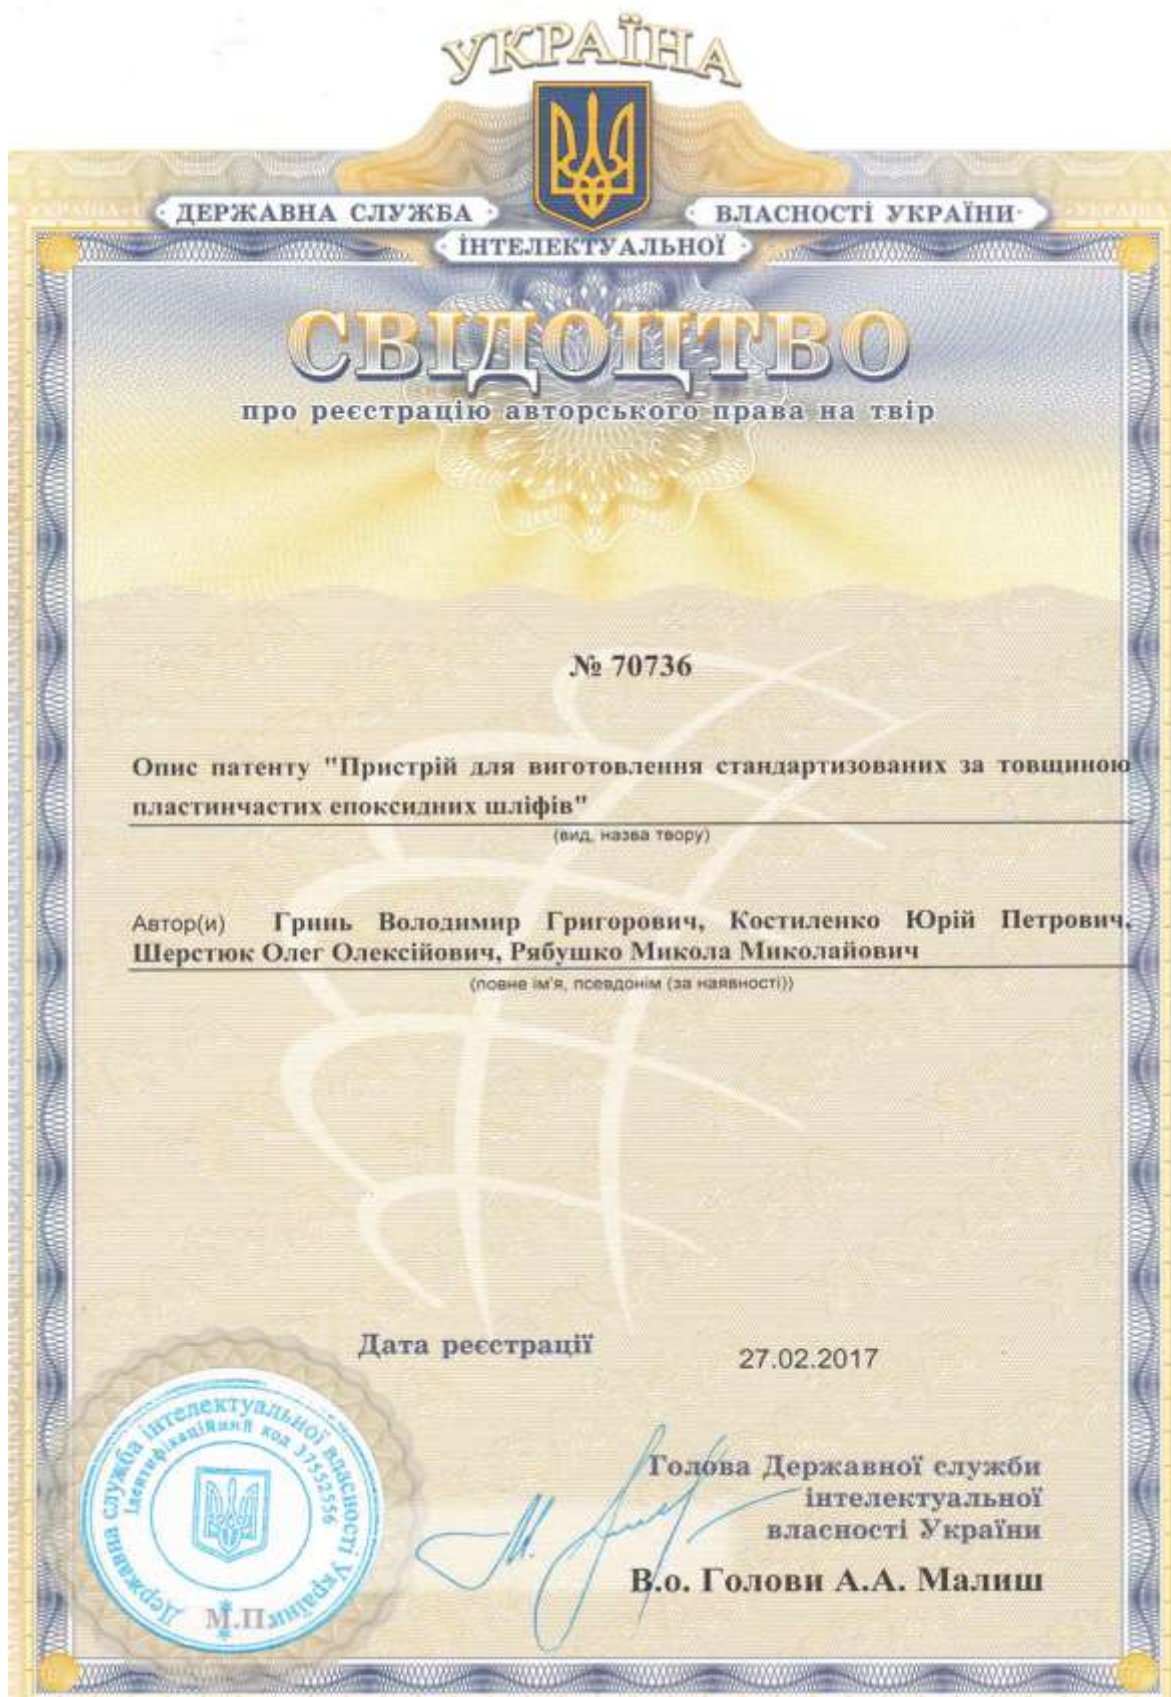 УКРАЇНА
ДЕРЖАВНА СЛУЖБА
ІНТЕЛЕКТУАЛЬНОЇ
ВЛАСНОСТІ УКРАЇНИ
СВІДОЦТВО
про реєстрацію авторського права на твір
№ 70736
Опис патенту "Пристрій для виготовлення стандартизованих за товщиною
пластинчастих епоксидних шліфів"
(вид, назва твору)
Автор(и) Гринь Володимир Григорович, Костиленко Юрій Петрович,
Шерстюк Олег Олексійович, Рябушко Микола Миколайович
(повне ім'я, псевдонім (за наявності))
Дата реєстрації
27.02.2017
Голова Державної служби
інтелектуальної
власності України
В.о. Голови А.А. Малиш
Державна служба інтелектуальної власності України
Ідентифікаційний код 37552556
М.П.